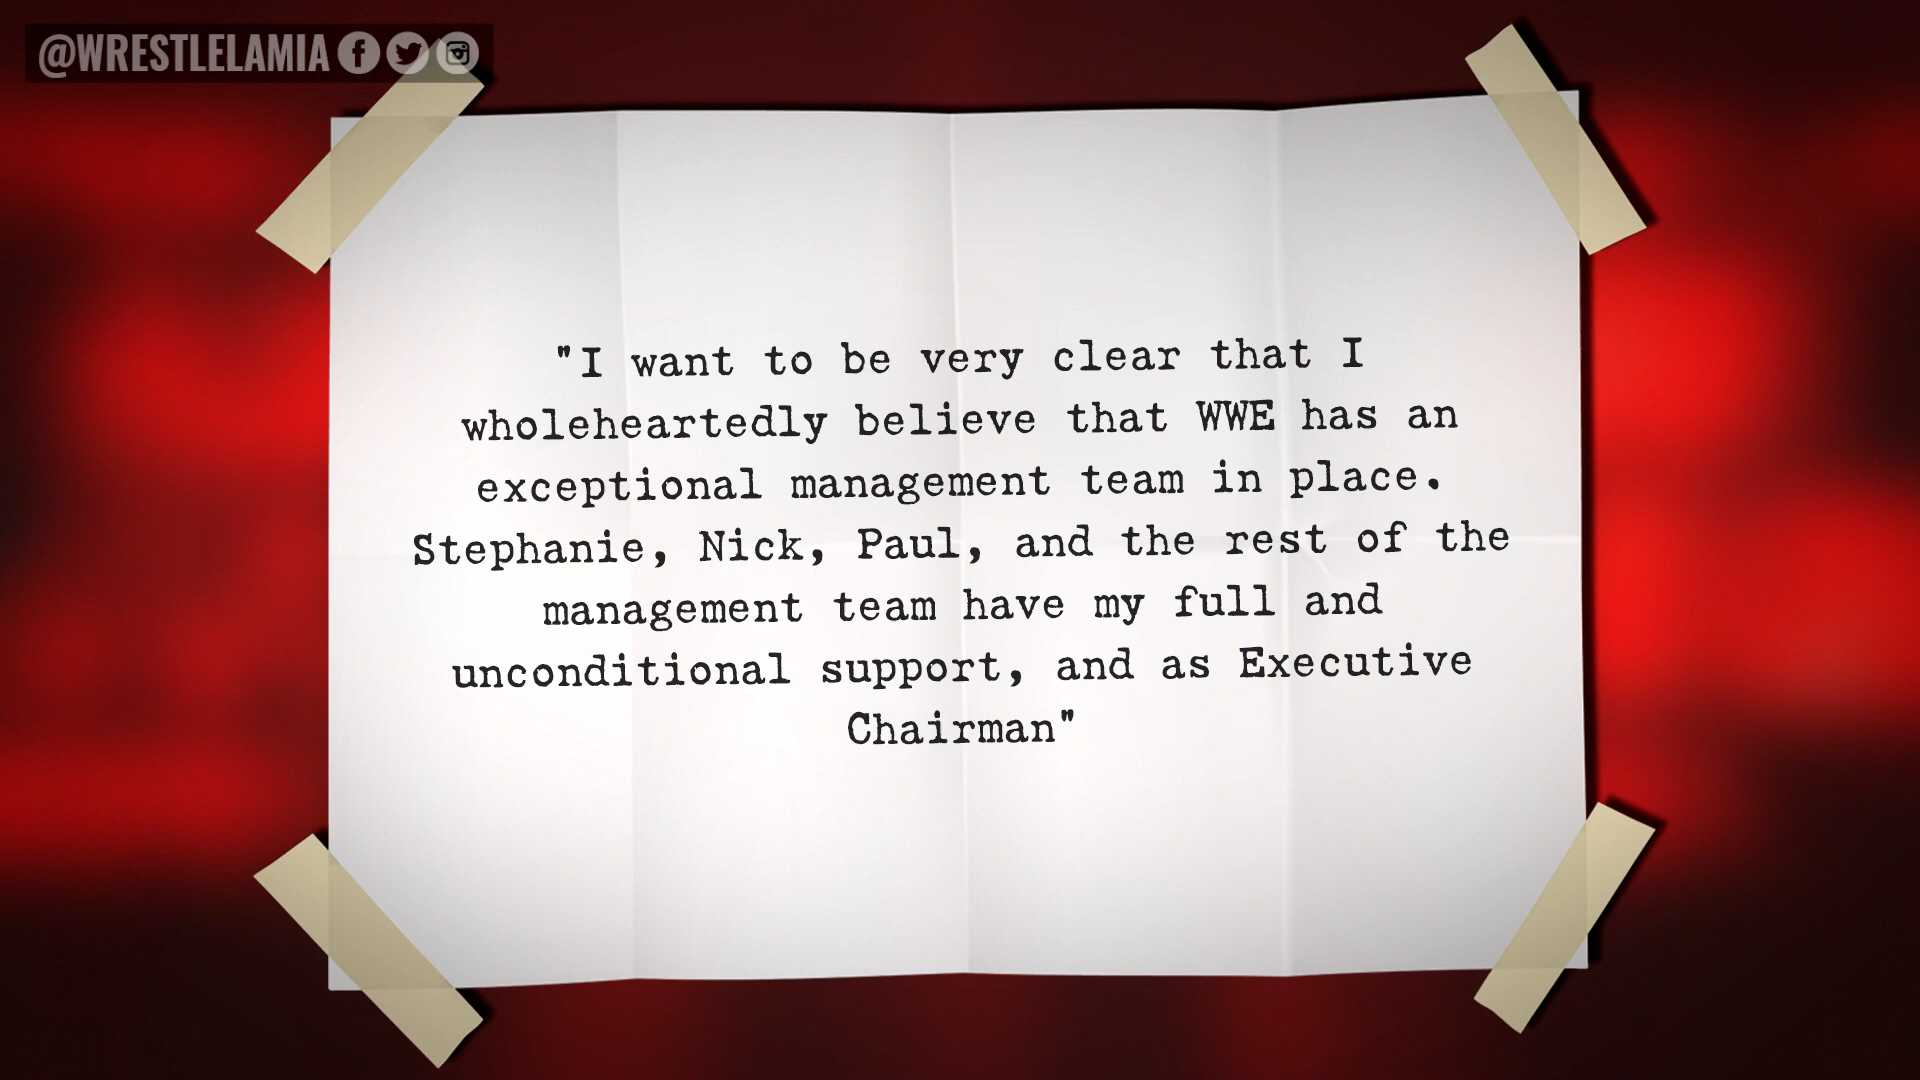 @WRESTLELAMIA
"I want to be very clear that I
wholeheartedly believe that WWE has an
exceptional management team in place.
Stephanie, Nick, Paul, and the rest of the
management team have my full and
unconditional support, and as Executive
Chairman"